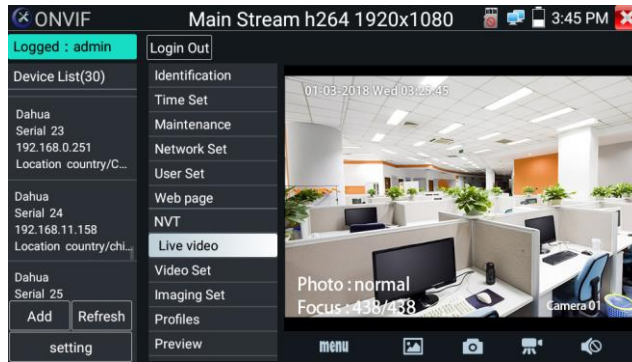 ONVIF
Main Stream h264 1920x1080
3:45 PM
Logged : admin
Login Out
Device List(30)
Dahua
Serial 23
192.168.0.251
Location country/C...
Dahua
Serial 24
192.168.11.158
Location country/chi...
Dahua
Serial 25
Add
Refresh
setting
Identification
Time Set
Maintenance
Network Set
User Set
Web page
NVT
Live video
Video Set
Imaging Set
Profiles
Preview
01-03-2018 Wed 03:25:45
Photo : normal
Focus : 438/438
Camera 01
menu